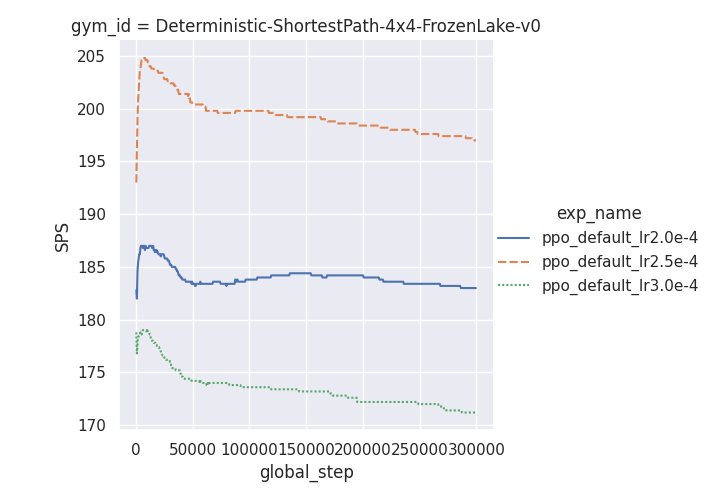 gym_id = Deterministic-ShortestPath-4x4-FrozenLake-v0
205
200
195
190
185
180
175
170
SPS
0 50000 100000 150000 200000 250000 300000
global_step
exp_name
ppo_default_lr2.0e-4
ppo_default_lr2.5e-4
ppo_default_lr3.0e-4